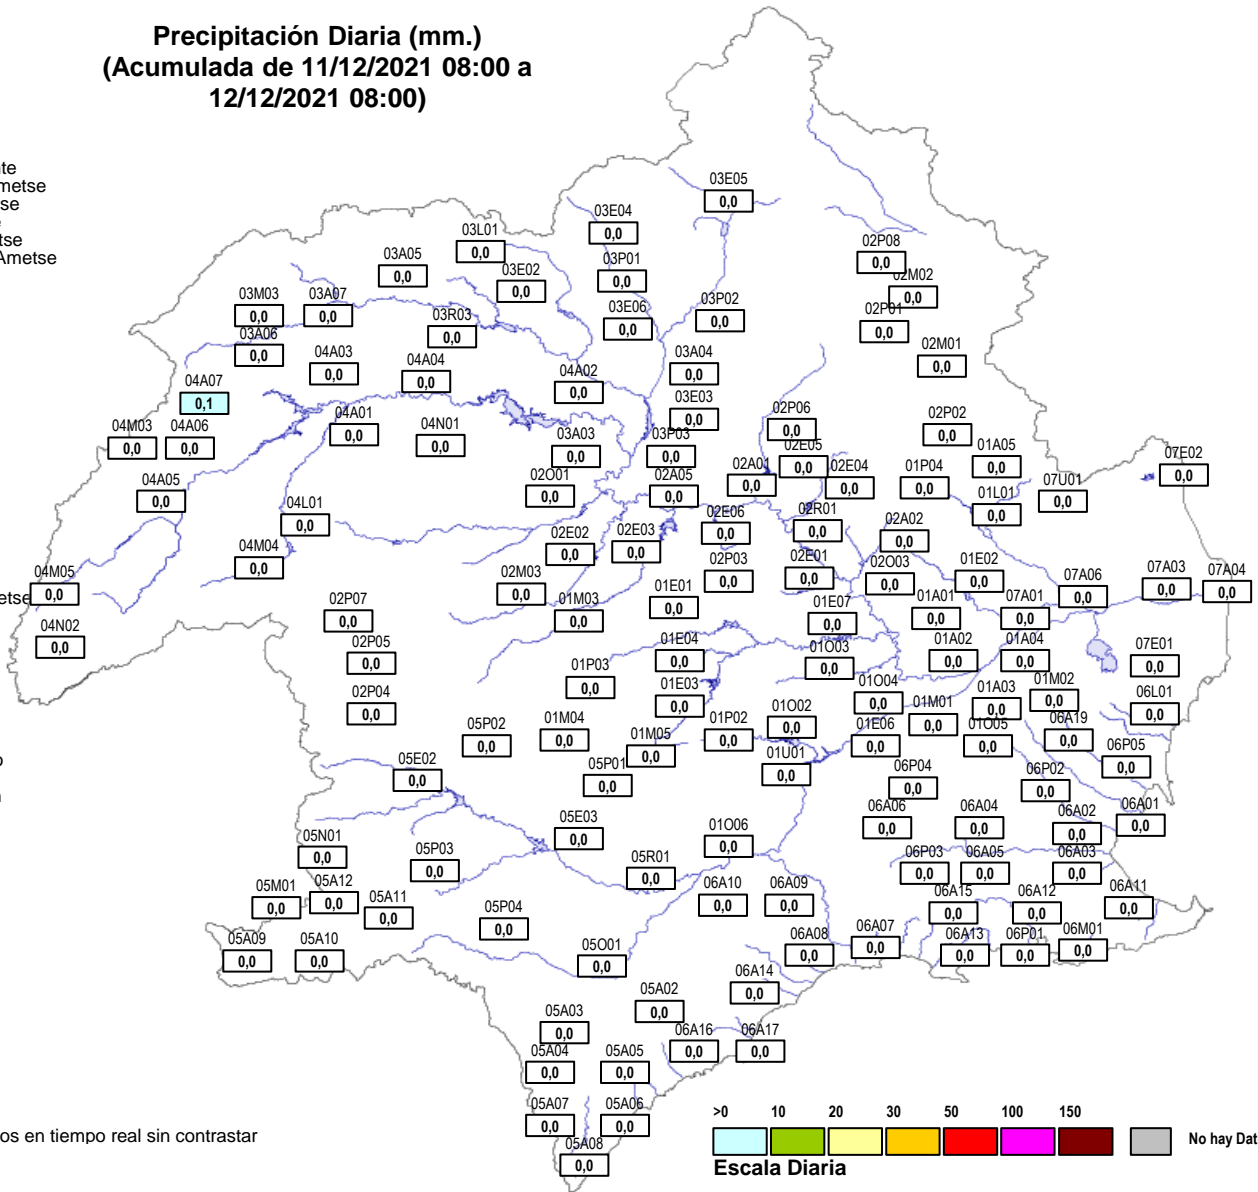 Precipitación Diaria (mm.)
(Acumulada de 11/12/2021 08:00 a
12/12/2021 08:00)
03E05
0,0
03E04
0,0
03L01
0,0
02P08
0,0
03A05
0,0
03P01
0,0
03E02
0,0
02M02
0,0
03M03
0,0
03A07
0,0
03P02
0,0
03E06
0,0
02P01
0,0
03R03
0,0
03A06
0,0
04A03
0,0
02M01
0,0
03A04
0,0
04A04
0,0
04A02
0,0
04A07
0,1
03E03
0,0
02P06
0,0
04A01
0,0
02P02
0,0
04M03
0,0
04A06
0,0
04N01
0,0
03A03
0,0
03P03
0,0
02E05
0,0
01A05
0,0
07E02
0,0
02A01
0,0
02E04
0,0
01P04
0,0
04A05
0,0
02O01
0,0
02A05
0,0
07U01
0,0
01L01
0,0
04L01
0,0
02E06
0,0
02R01
0,0
02A02
0,0
02E02
0,0
02E03
0,0
04M04
0,0
02P03
0,0
02E01
0,0
02O03
0,0
01E02
0,0
04M05
0,0
02M03
0,0
07A06
0,0
07A03
0,0
07A04
0,0
01E01
0,0
02P07
0,0
01M03
0,0
01E07
0,0
01A01
0,0
07A01
0,0
04N02
0,0
02P05
0,0
01E04
0,0
01O03
0,0
01A02
0,0
01A04
0,0
07E01
0,0
01P03
0,0
01E03
0,0
01O04
0,0
01A03
0,0
01M02
0,0
06L01
0,0
02P04
0,0
01O02
0,0
01M01
0,0
05P02
0,0
01M04
0,0
01P02
0,0
01E06
0,0
01O05
0,0
06A19
0,0
01M05
0,0
06P05
0,0
05E02
0,0
05P01
0,0
01U01
0,0
06P04
0,0
06P02
0,0
06A06
0,0
06A04
0,0
06A02
0,0
06A01
0,0
05E03
0,0
01O06
0,0
05N01
0,0
05P03
0,0
05R01
0,0
06P03
0,0
06A05
0,0
06A03
0,0
05M01
0,0
05A12
0,0
05A11
0,0
06A10
0,0
06A09
0,0
06A15
0,0
06A12
0,0
06A11
0,0
05P04
0,0
05A09
0,0
05A10
0,0
05O01
0,0
06A08
0,0
06A07
0,0
06A13
0,0
06P01
0,0
06M01
0,0
06A14
0,0
05A02
0,0
05A03
0,0
06A16
0,0
06A17
0,0
05A04
0,0
05A05
0,0
05A07
0,0
05A06
0,0
05A08
0,0
os en tiempo real sin contrastar
>0 10 20 30 50 100 150
No hay Dat
Escala Diaria